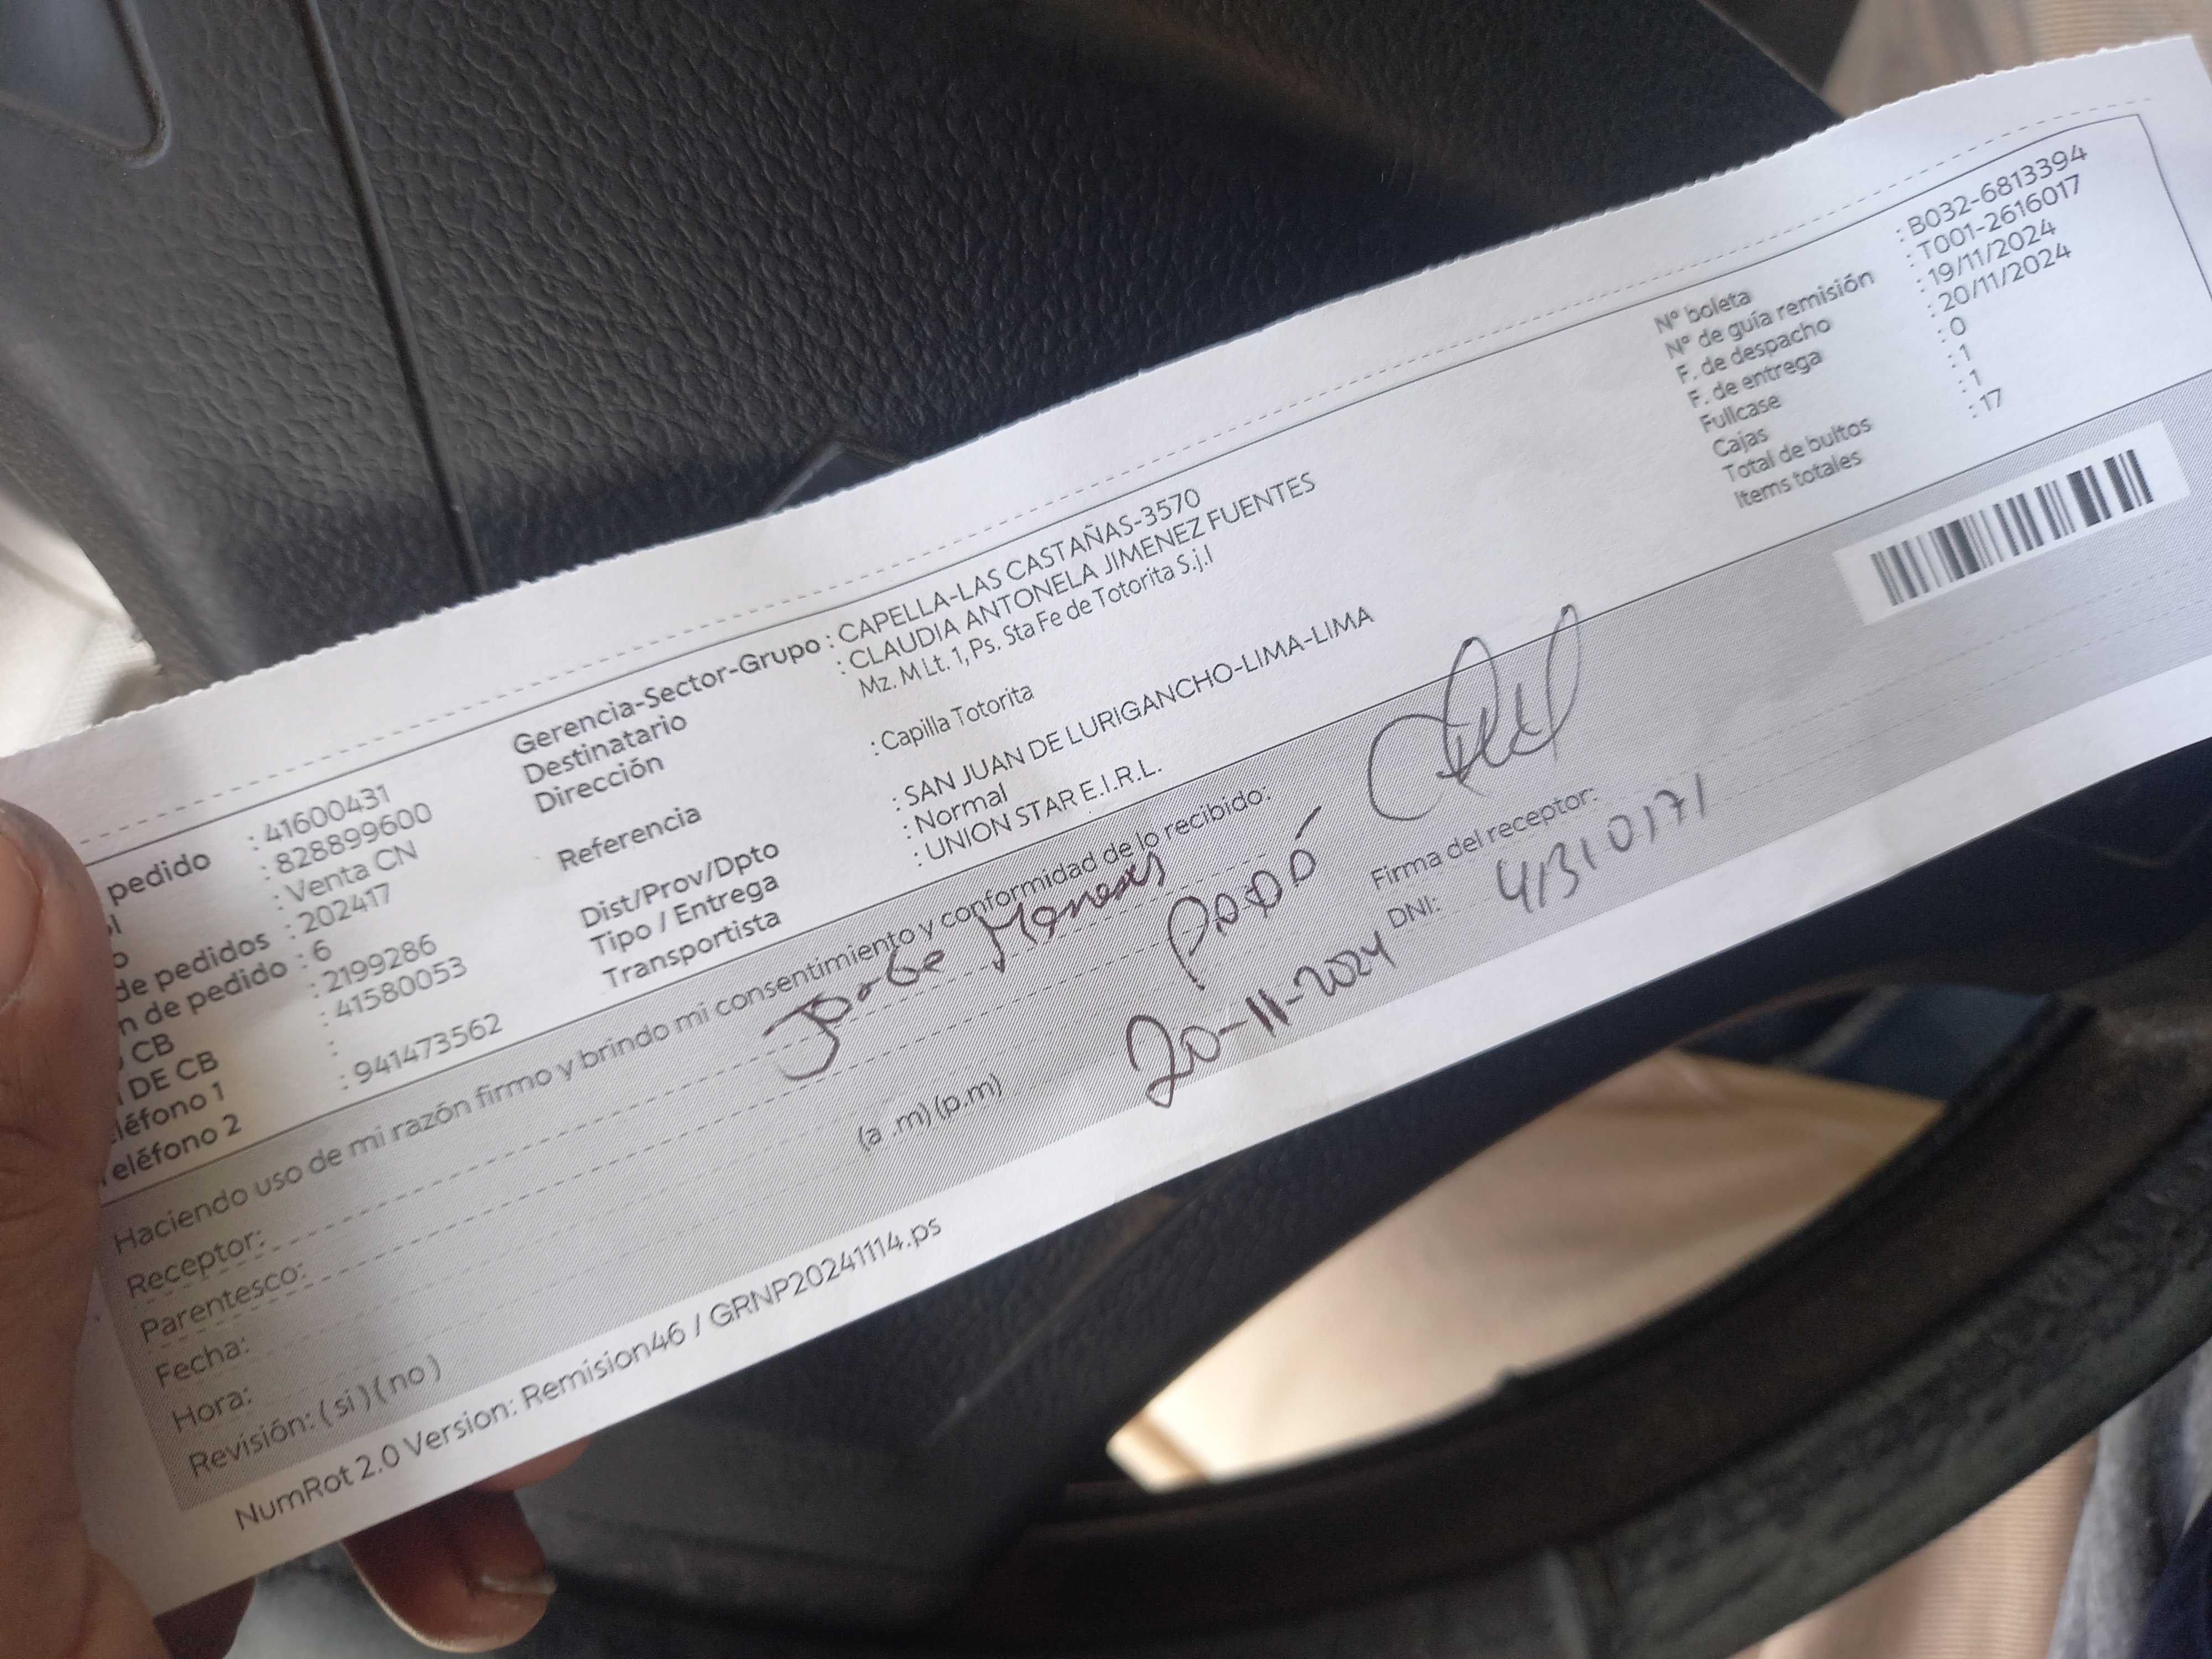 pedido : 41600431
: 828899600
: Venta CN
de pedidos : 202417
n de pedido : 6
CB : 2199286
DE CB : 41580053
léfono 1 :
eléfono 2 : 941473562
Gerencia-Sector-Grupo : CAPELLA-LAS CASTAÑAS-3570
Destinatario : CLAUDIA ANTONELA JIMENEZ FUENTES
Dirección Mz. M Lt. 1, Ps. Sta Fe de Totorita S.j.l
Referencia : Capilla Totorita
Dist/Prov/Dpto : SAN JUAN DE LURIGANCHO-LIMA-LIMA
Tipo / Entrega : Normal
Transportista : UNION STAR E.I.R.L.
N° boleta : B032-6813394
N° de guía remisión : T001-2616017
F. de despacho : 19/11/2024
F. de entrega : 20/11/2024
Fullcase : 0
Cajas : 1
Total de bultos : 1
Items totales : 17
Haciendo uso de mi razón firmo y brindo mi consentimiento y conformidad de lo recibido:
Receptor: Meneses
Parentesco:
Fecha: 20-11-2024
Hora: (a .m) (p.m)
Revisión: ( si ) ( no )
Firma del receptor:
DNI: 41310171
NumRot 2.0 Version: Remision46 / GRNP20241114.ps